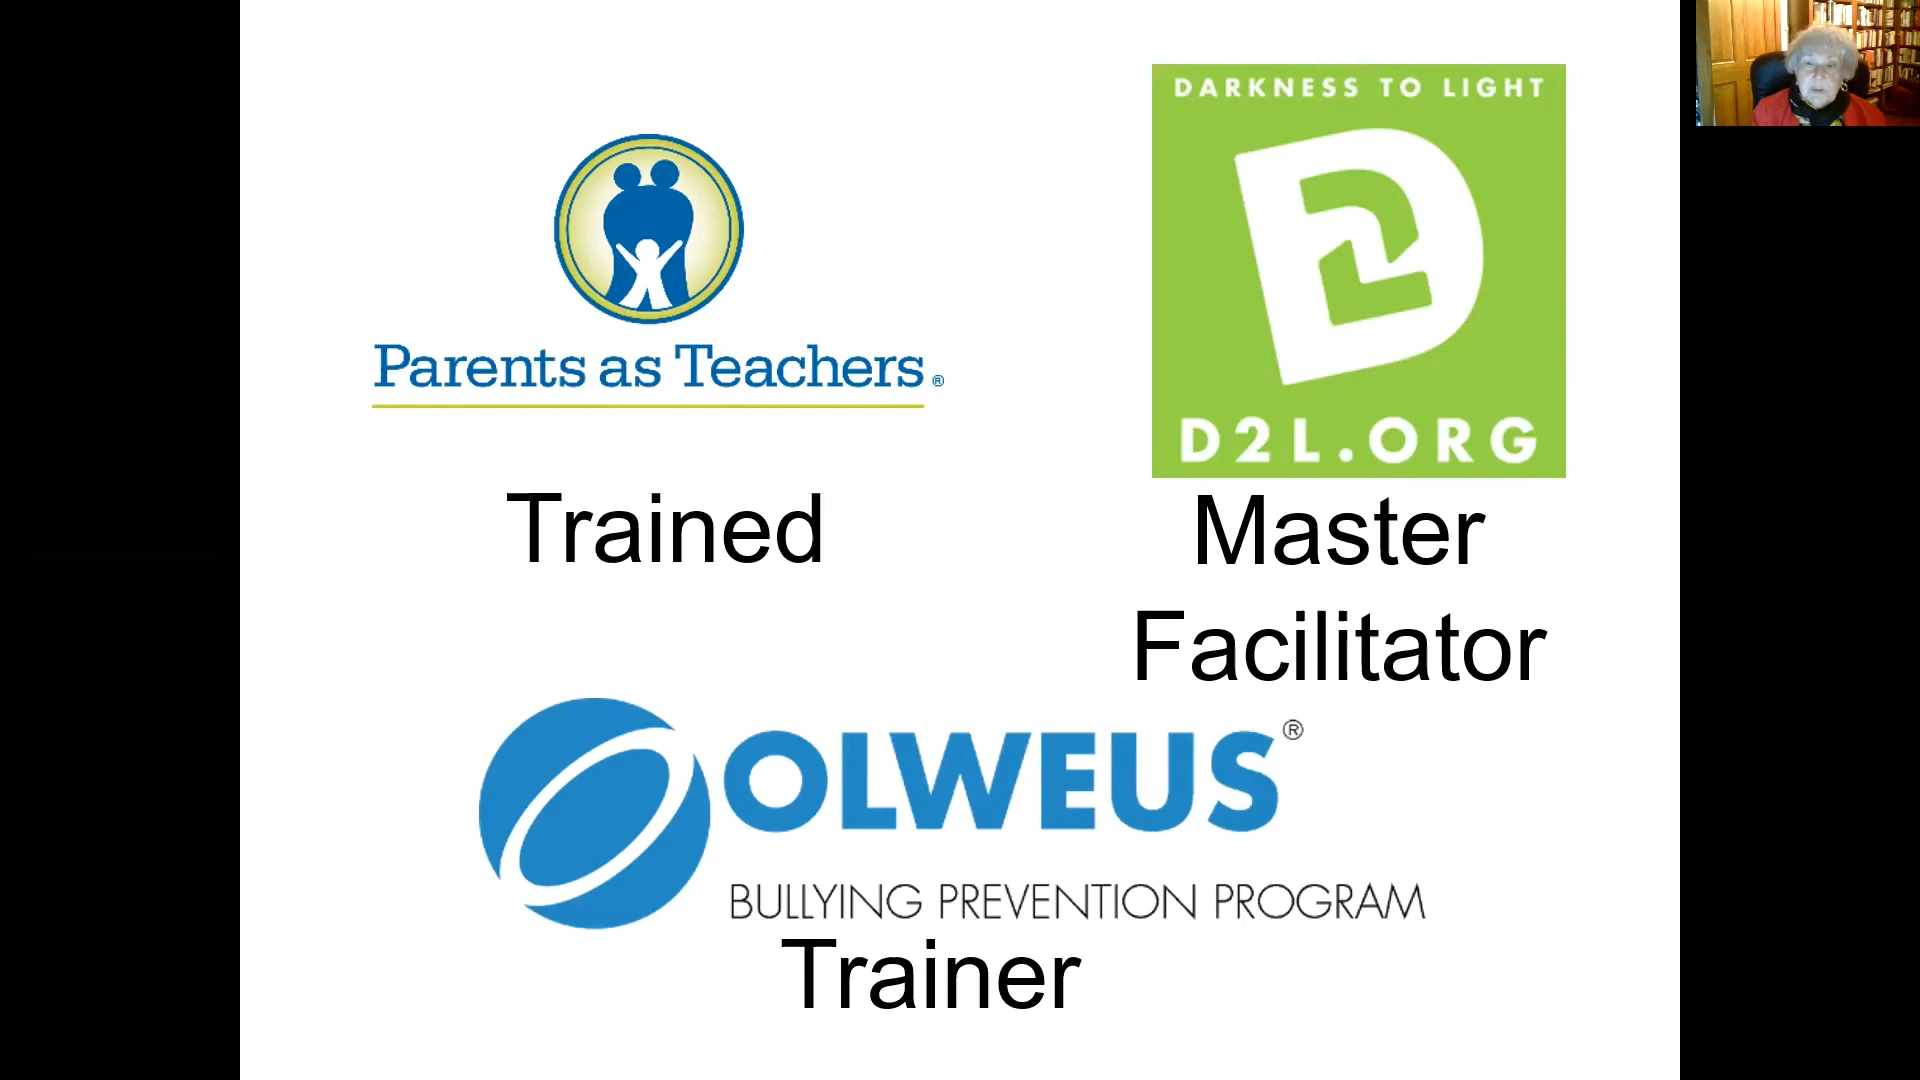 Parents as Teachers®
Trained
DARKNESS TO LIGHT
D2L.ORG
Master
Facilitator
OLWEUS®
BULLYING PREVENTION PROGRAM
Trainer